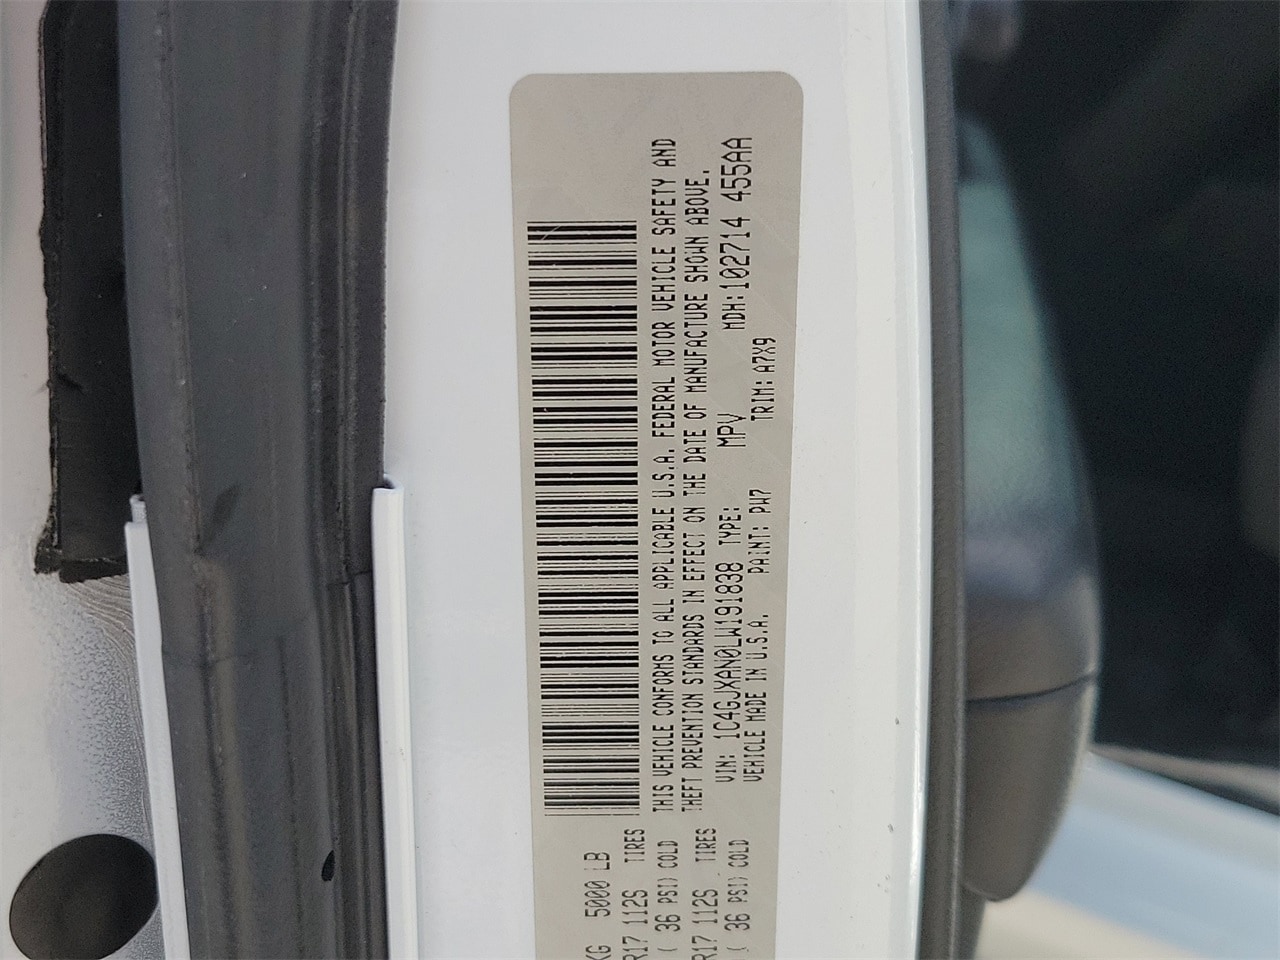 KG 5000 LB
R17 112S TIRES
( 36 PSI) COLD
R17 112S TIRES
( 36 PSI) COLD
THIS VEHICLE CONFORMS TO ALL APPLICABLE U.S.A. FEDERAL MOTOR VEHICLE SAFETY AND
THEFT PREVENTION STANDARDS IN EFFECT ON THE DATE OF MANUFACTURE SHOWN ABOVE.
VIN: 1C4GJXAN0LW191838 TYPE: MPV MDH:102714 455AA
VEHICLE MADE IN U.S.A. PAINT: PW7 TRIM: A7X9